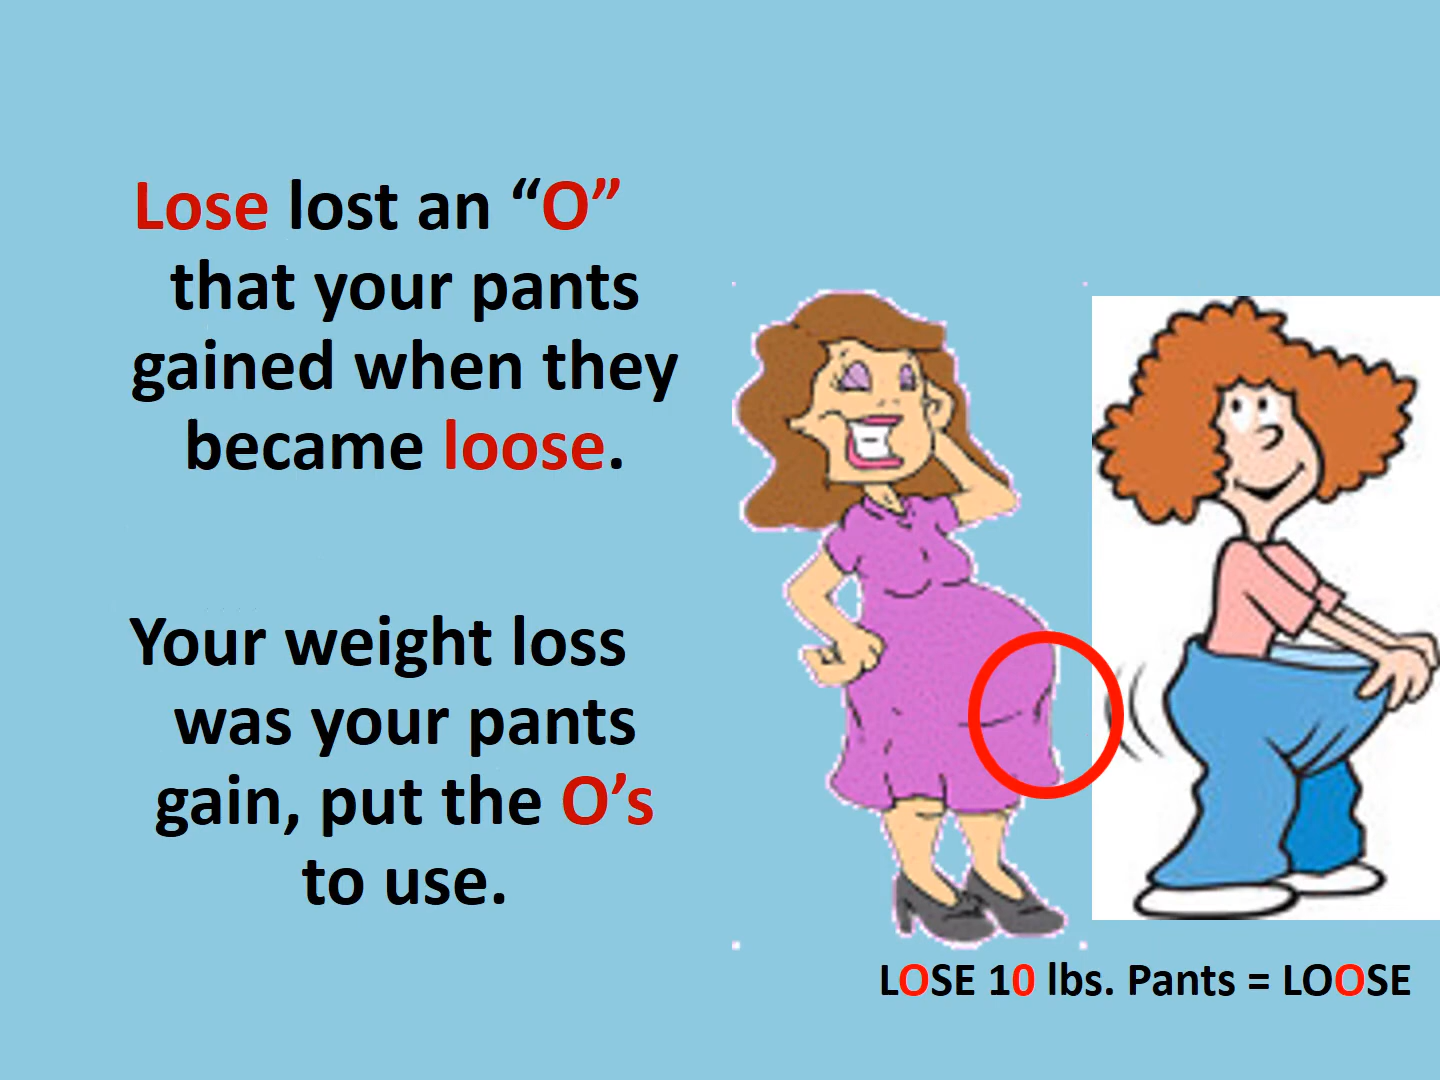 Lose lost an “O”
that your pants
gained when they
became loose.
Your weight loss
was your pants
gain, put the O’s
to use.
LOSE 10 lbs. Pants = LOOSE